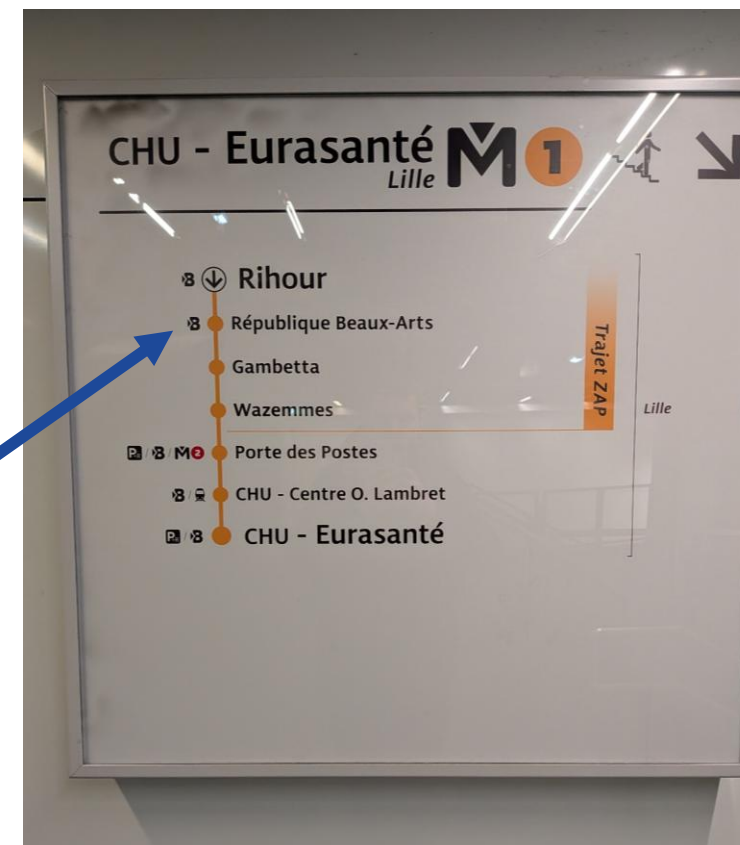 CHU - Eurasanté M 1
Lille
B Rihour
B République Beaux-Arts
Gambetta
Wazemmes
P B M 2 Porte des Postes
B CHU - Centre O. Lambret
P B CHU - Eurasanté
Trajet ZAP
Lille